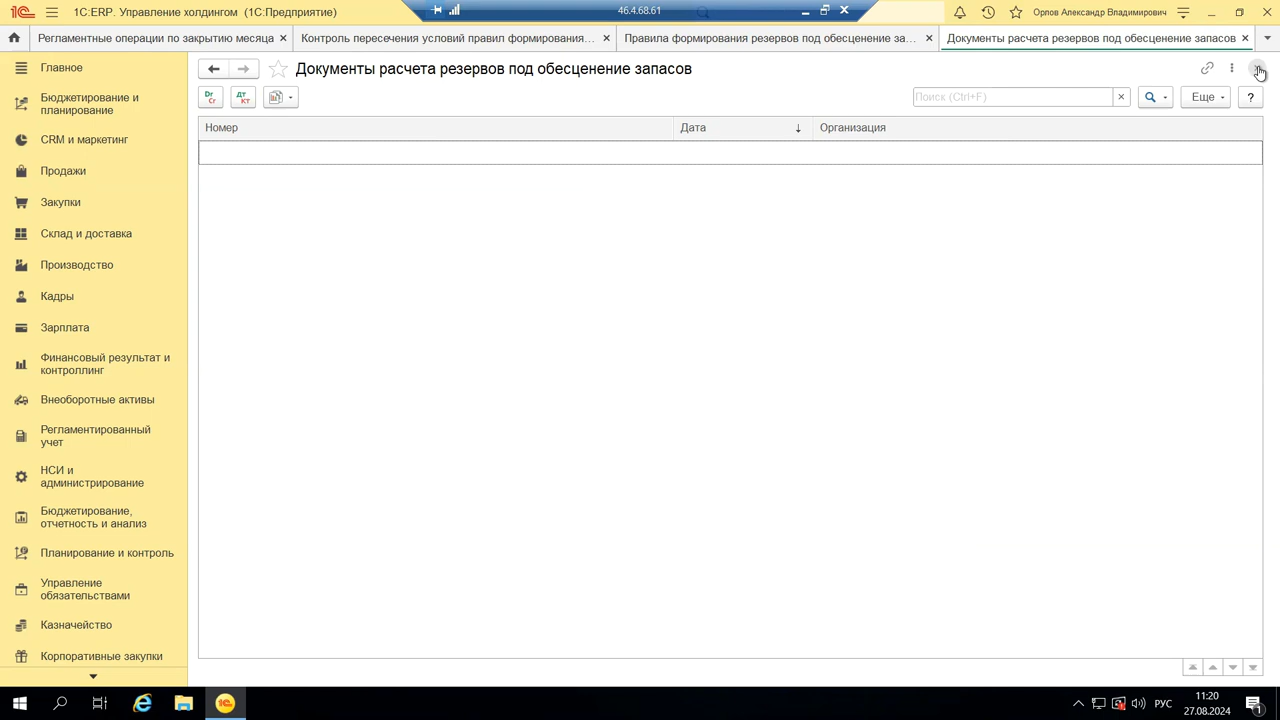 1С:ERP. Управление холдингом (1С:Предприятие)
46.4.68.61
Орлов Александр Владимирович
Регламентные операции по закрытию месяца
Контроль пересечения условий правил формирования...
Правила формирования резервов под обесценение за...
Документы расчета резервов под обесценение запасов
Главное
Бюджетирование и
планирование
CRM и маркетинг
Продажи
Закупки
Склад и доставка
Производство
Кадры
Зарплата
Финансовый результат и
контроллинг
Внеоборотные активы
Регламентированный
учет
НСИ и
администрирование
Бюджетирование,
отчетность и анализ
Планирование и контроль
Управление
обязательствами
Казначейство
Корпоративные закупки
Документы расчета резервов под обесценение запасов
Dr
Cr
Дт
Кт
Поиск (Ctrl+F)
Еще
?
Номер
Дата
Организация
РУС
11:20
27.08.2024
1